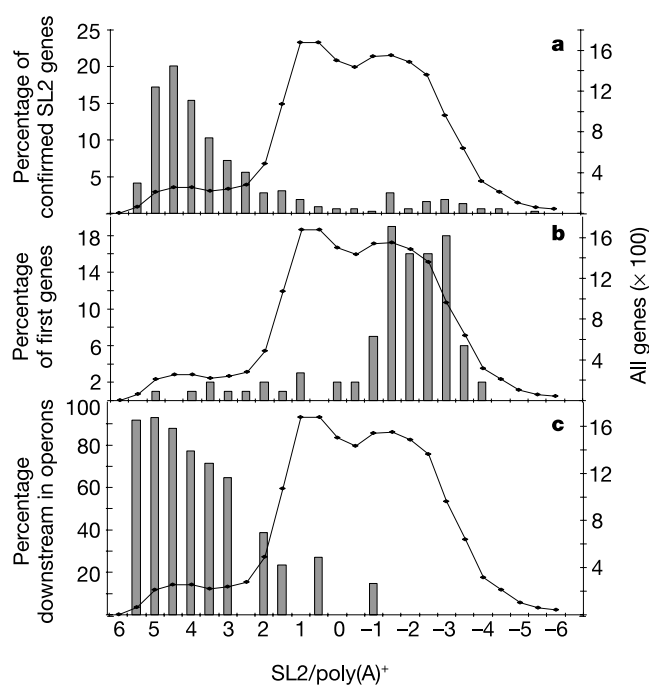 25
20
15
10
5
Percentage of
confirmed SL2 genes
a
16
12
8
4
18
14
10
6
2
Percentage
of first genes
b
16
12
8
4
All genes (× 100)
100
80
60
40
20
Percentage
downstream in operons
c
16
12
8
4
6 5 4 3 2 1 0 −1 −2 −3 −4 −5 −6
SL2/poly(A)⁺